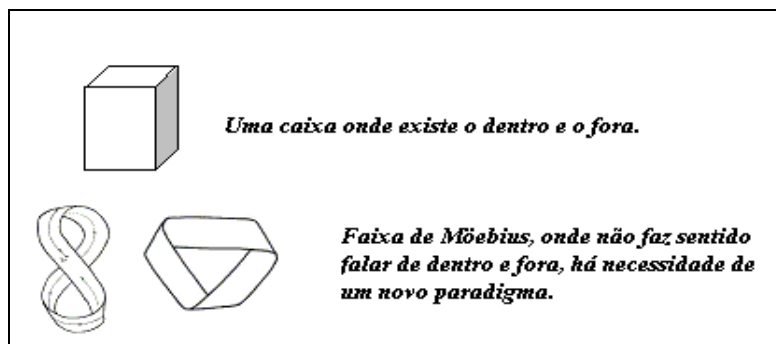 Uma caixa onde existe o dentro e o fora.
Faixa de Möebius, onde não faz sentido
falar de dentro e fora, há necessidade de
um novo paradigma.